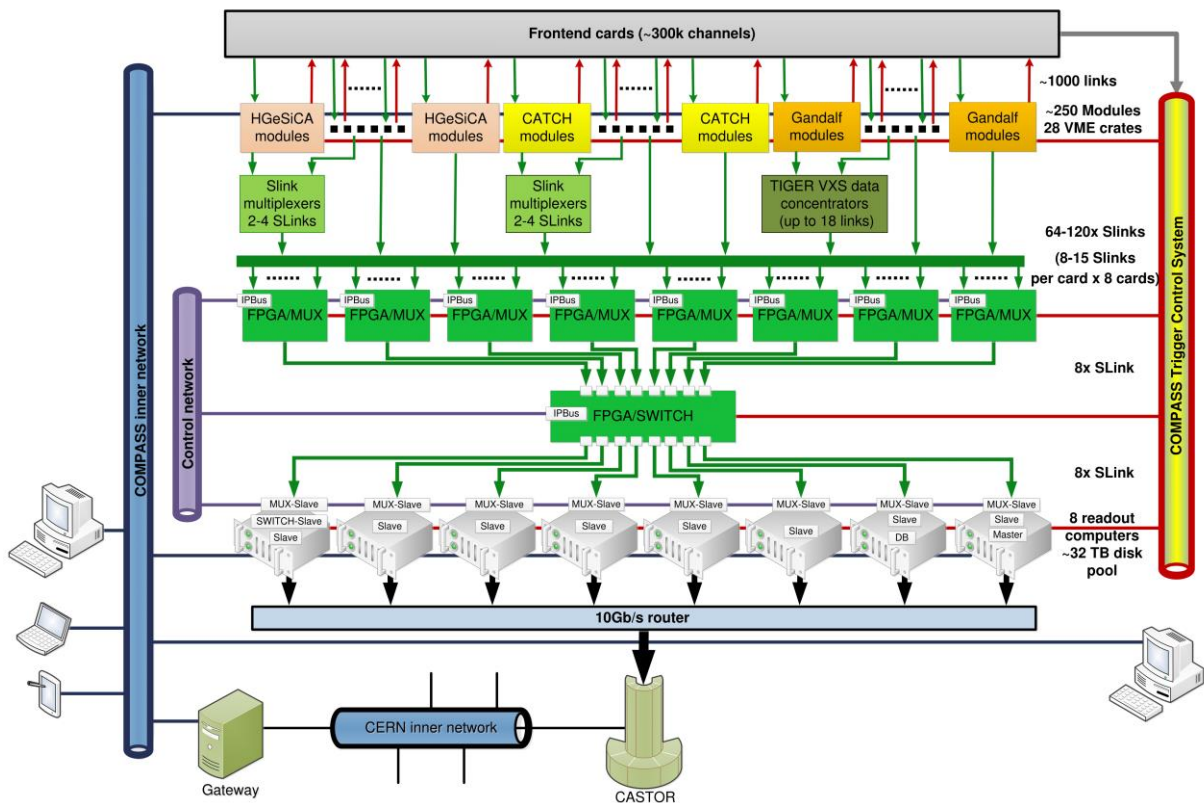 Frontend cards (~300k channels)
~1000 links
HGeSiCA
modules
HGeSiCA
modules
CATCH
modules
CATCH
modules
Gandalf
modules
Gandalf
modules
~250 Modules
28 VME crates
Slink
multiplexers
2-4 SLinks
Slink
multiplexers
2-4 SLinks
TIGER VXS data
concentrators
(up to 18 links)
64-120x Slinks
(8-15 Slinks
per card x 8 cards)
IPBus
FPGA/MUX
IPBus
FPGA/MUX
IPBus
FPGA/MUX
IPBus
FPGA/MUX
IPBus
FPGA/MUX
IPBus
FPGA/MUX
IPBus
FPGA/MUX
IPBus
FPGA/MUX
COMPASS inner network
Control network
COMPASS Trigger Control System
8x SLink
IPBus
FPGA/SWITCH
8x SLink
MUX-Slave
SWITCH-Slave
Slave
MUX-Slave
Slave
MUX-Slave
Slave
MUX-Slave
Slave
MUX-Slave
Slave
MUX-Slave
Slave
MUX-Slave
Slave
DB
MUX-Slave
Slave
Master
8 readout
computers
~32 TB disk
pool
10Gb/s router
CERN inner network
Gateway
CASTOR